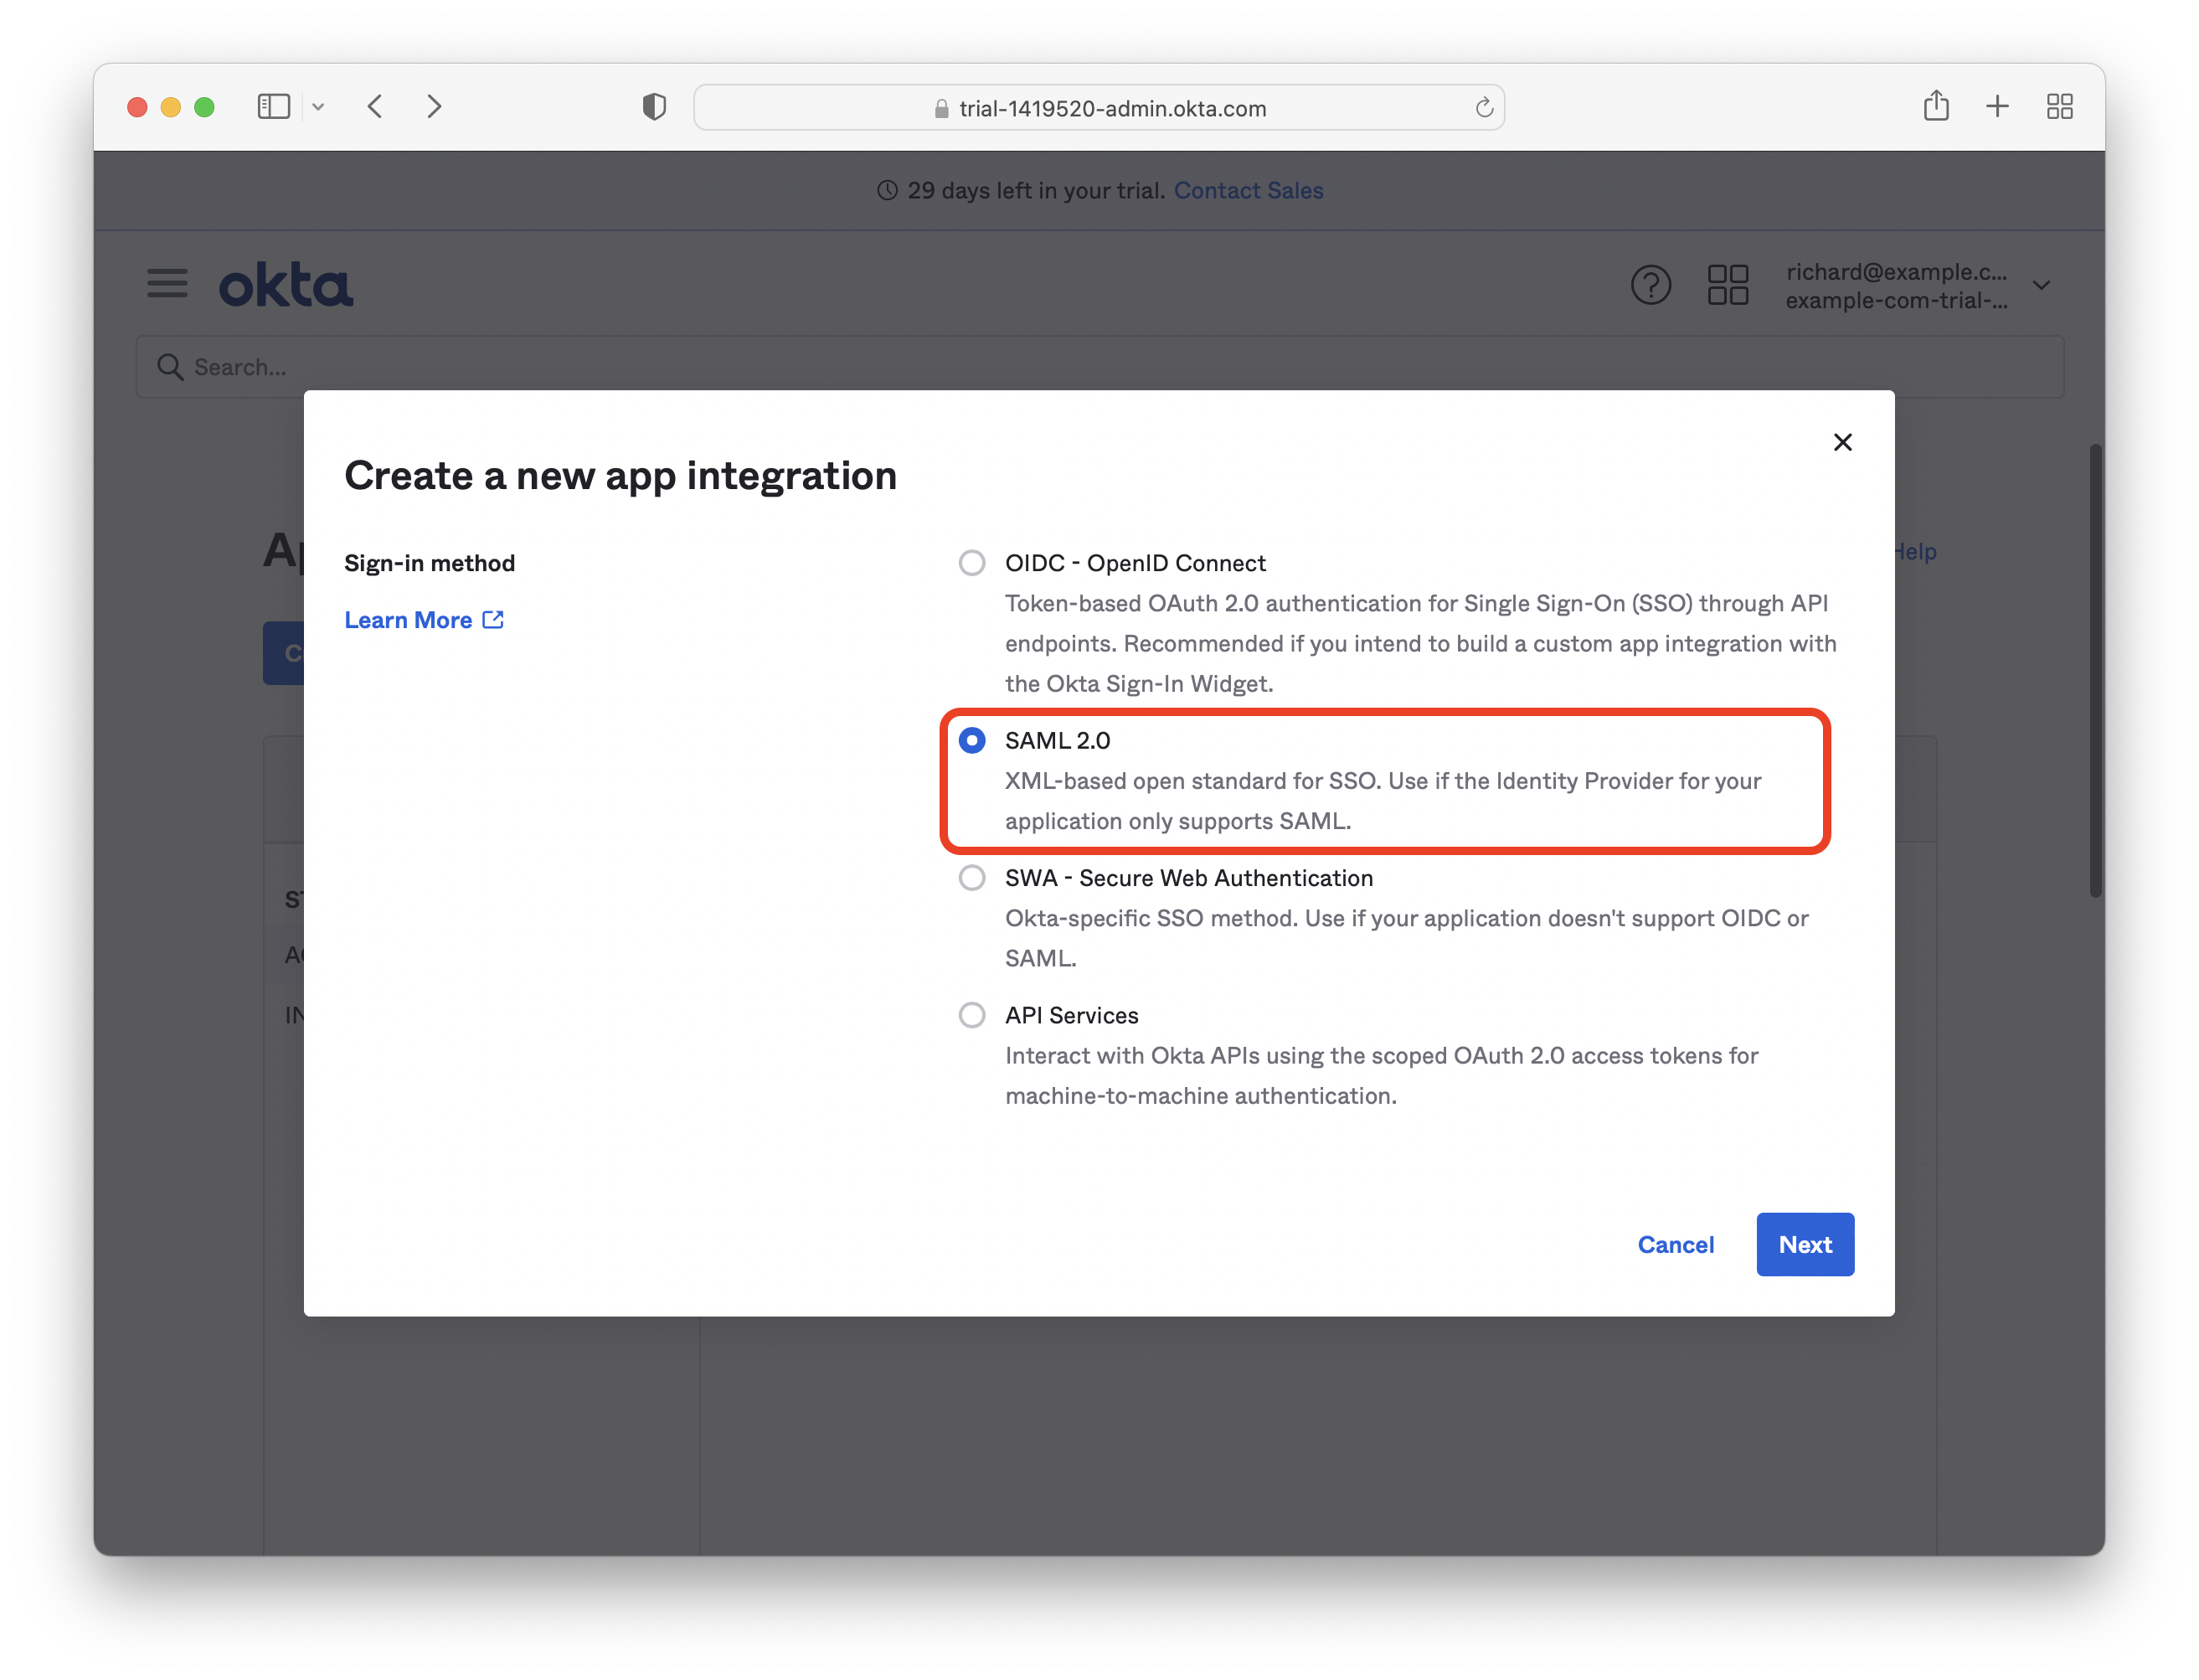 trial-1419520-admin.okta.com
29 days left in your trial. Contact Sales
okta
richard@example.c...
example-com-trial-...
Search...
Create a new app integration
Sign-in method
Learn More
OIDC - OpenID Connect
Token-based OAuth 2.0 authentication for Single Sign-On (SSO) through API
endpoints. Recommended if you intend to build a custom app integration with
the Okta Sign-In Widget.
SAML 2.0
XML-based open standard for SSO. Use if the Identity Provider for your
application only supports SAML.
SWA - Secure Web Authentication
Okta-specific SSO method. Use if your application doesn't support OIDC or
SAML.
API Services
Interact with Okta APIs using the scoped OAuth 2.0 access tokens for
machine-to-machine authentication.
Cancel
Next
Help